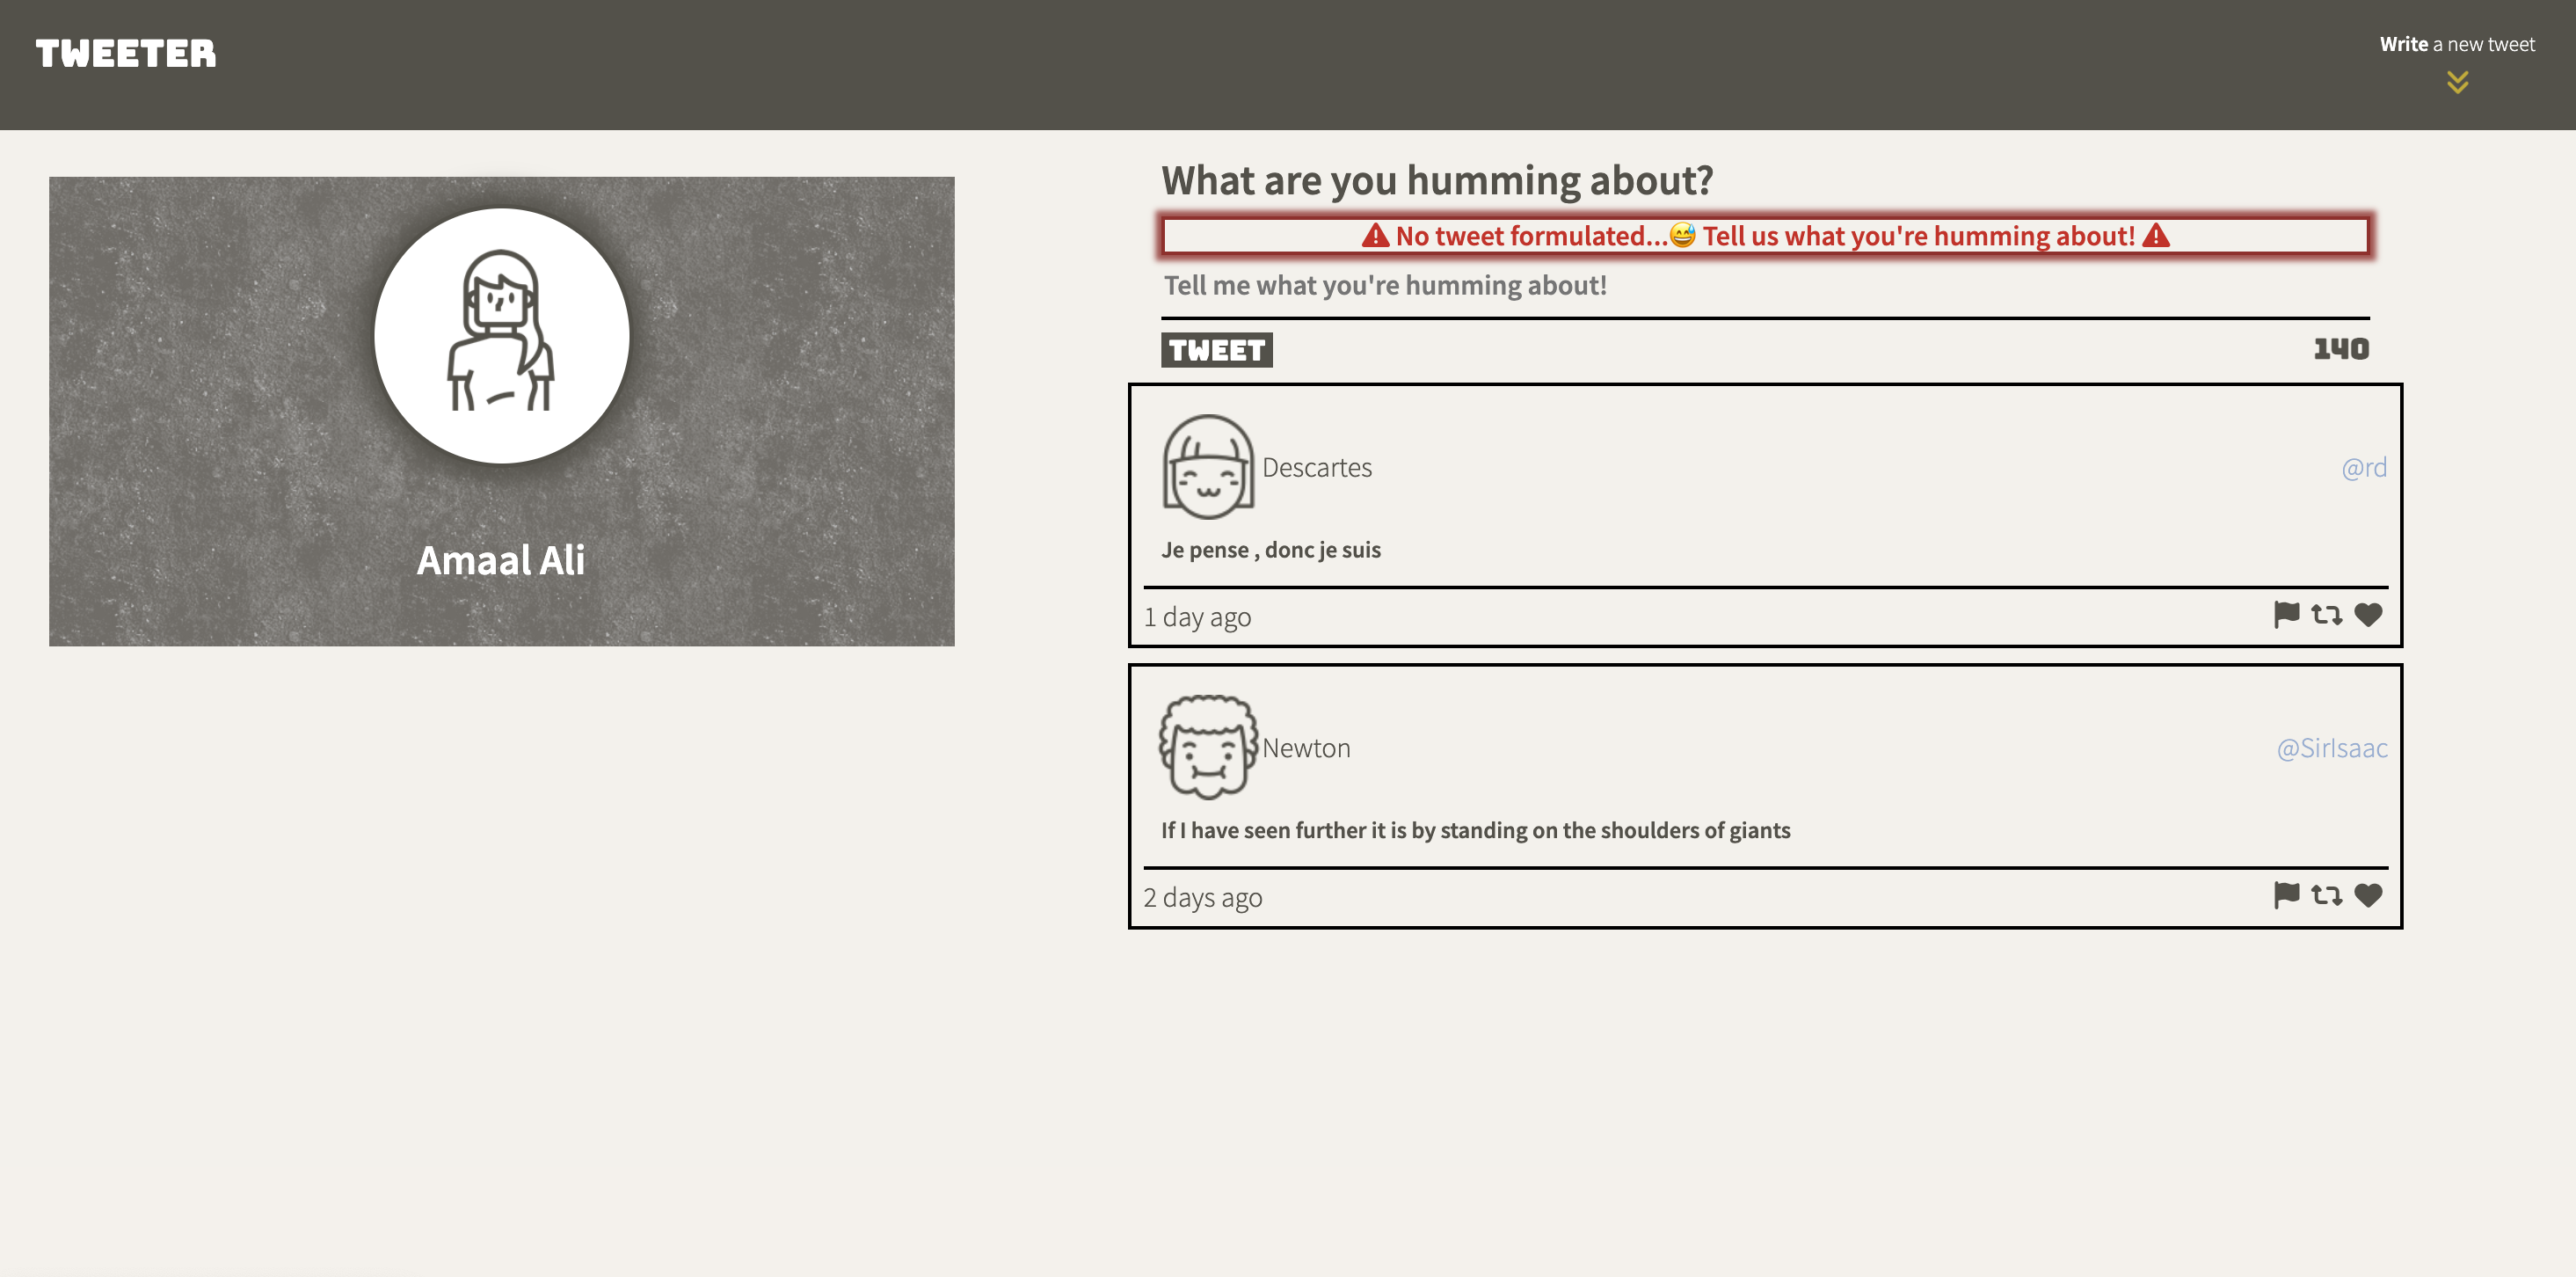 TWEETER
Write a new tweet
Amaal Ali
What are you humming about?
No tweet formulated...😅 Tell us what you're humming about!
Tell me what you're humming about!
TWEET
140
Descartes
@rd
Je pense , donc je suis
1 day ago
Newton
@SirIsaac
If I have seen further it is by standing on the shoulders of giants
2 days ago